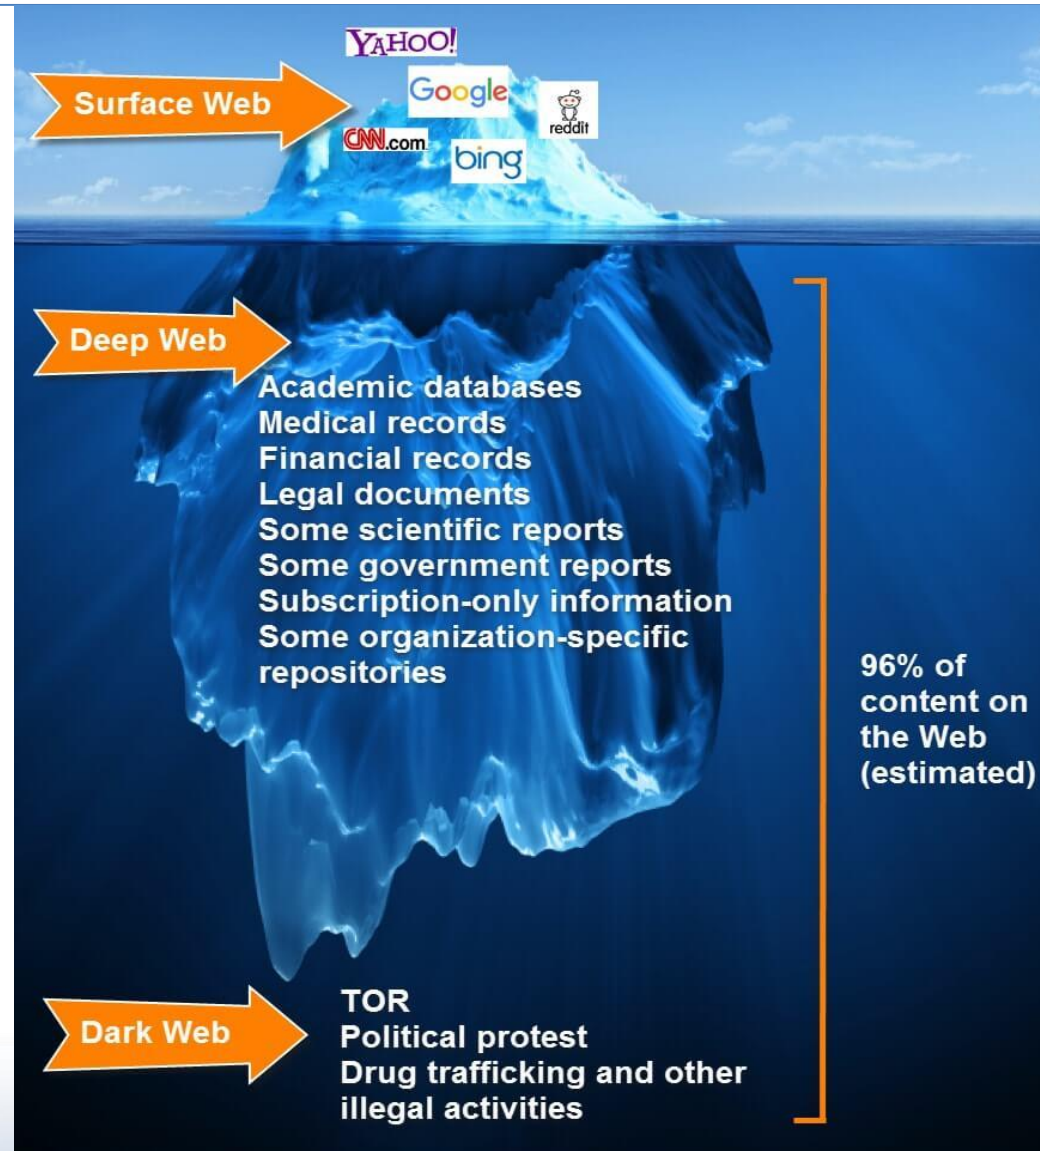 YAHOO!
Google
reddit
CNN.com
bing
Surface Web
Deep Web
Academic databases
Medical records
Financial records
Legal documents
Some scientific reports
Some government reports
Subscription-only information
Some organization-specific
repositories
96% of
content on
the Web
(estimated)
Dark Web
TOR
Political protest
Drug trafficking and other
illegal activities